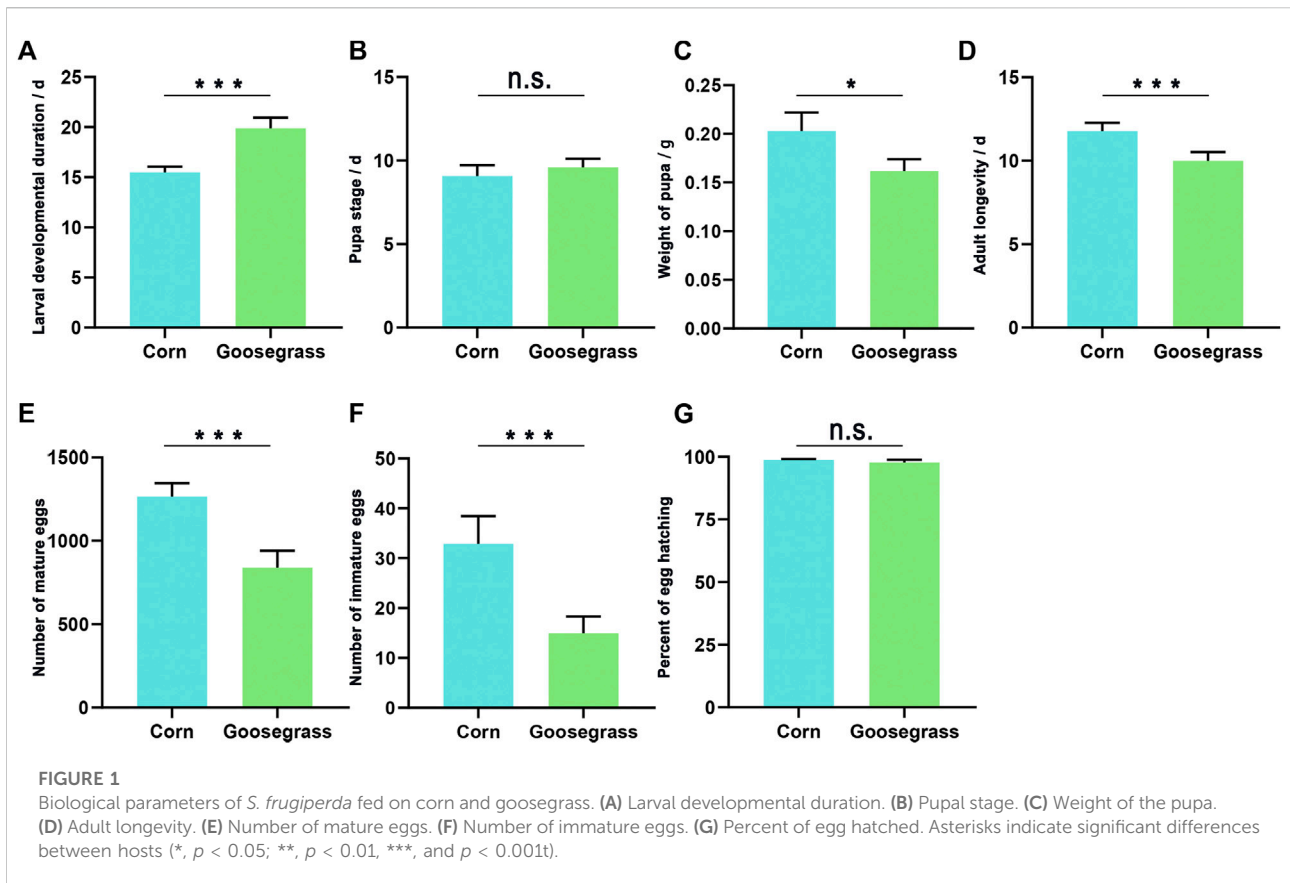 A
Larval developmental duration / d
25
20
15
10
5
0
* * *
Corn Goosegrass
B
Pupa stage / d
15
10
5
0
n.s.
Corn Goosegrass
C
Weight of pupa / g
0.25
0.20
0.15
0.10
0.05
0.00
*
Corn Goosegrass
D
Adult longevity / d
15
10
5
0
* * *
Corn Goosegrass
E
Number of mature eggs
1500
1000
500
0
* * *
Corn Goosegrass
F
Number of immature eggs
50
40
30
20
10
0
* * *
Corn Goosegrass
G
Percent of egg hatching
100
75
50
25
0
n.s.
Corn Goosegrass
FIGURE 1
Biological parameters of S. frugiperda fed on corn and goosegrass. (A) Larval developmental duration. (B) Pupal stage. (C) Weight of the pupa.
(D) Adult longevity. (E) Number of mature eggs. (F) Number of immature eggs. (G) Percent of egg hatched. Asterisks indicate significant differences
between hosts (*, p < 0.05; **, p < 0.01, ***, and p < 0.001t).